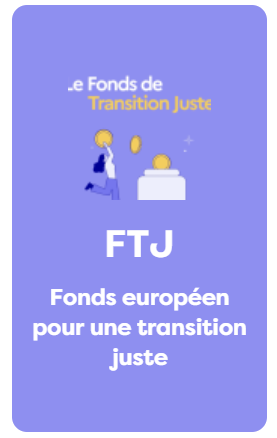 .e Fonds de
Transition Juste
FTJ
Fonds européen
pour une transition
juste